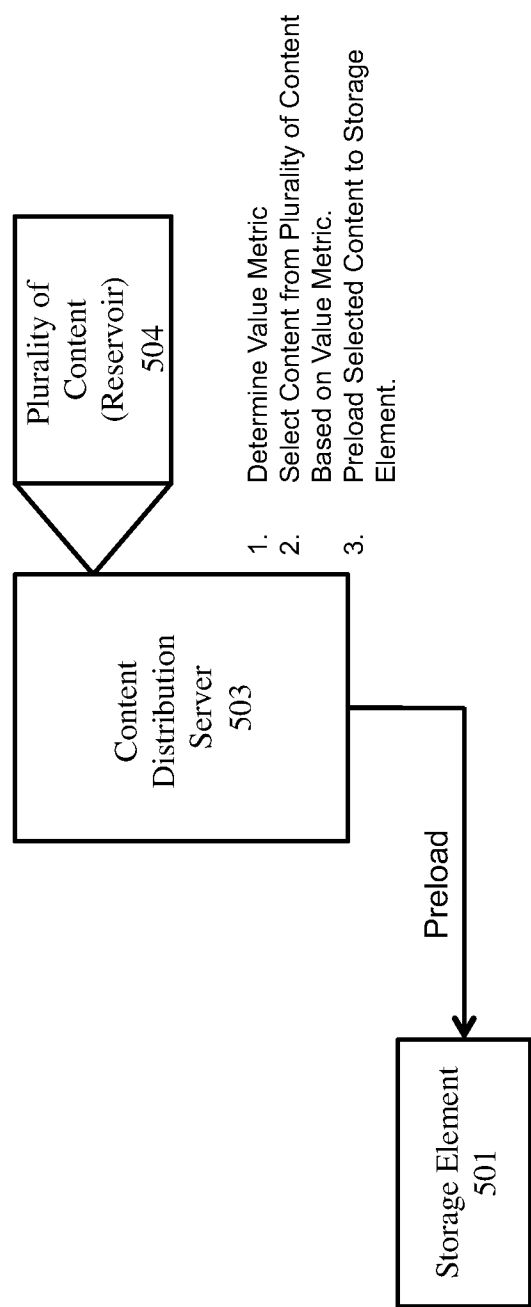 Plurality of
Content
(Reservoir)
504
Content
Distribution
Server
503
1. Determine Value Metric
2. Select Content from Plurality of Content
Based on Value Metric.
3. Preload Selected Content to Storage
Element.
Preload
Storage Element
501